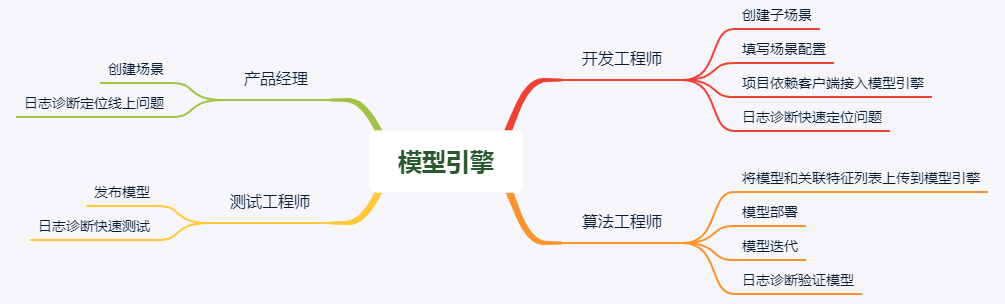 模型引擎
产品经理
创建场景
日志诊断定位线上问题
测试工程师
发布模型
日志诊断快速测试
开发工程师
创建子场景
填写场景配置
项目依赖客户端接入模型引擎
日志诊断快速定位问题
算法工程师
将模型和关联特征列表上传到模型引擎
模型部署
模型迭代
日志诊断验证模型